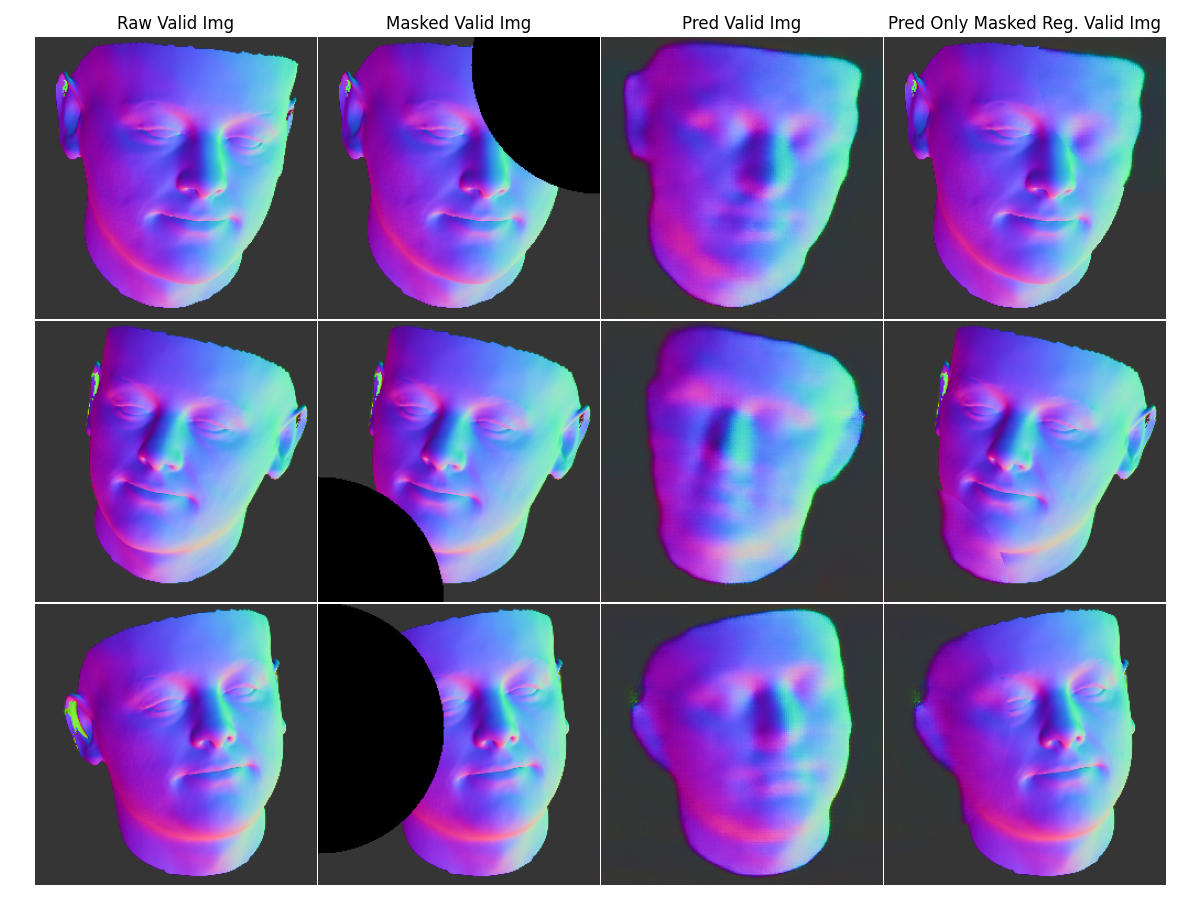 Raw Valid Img
Masked Valid Img
Pred Valid Img
Pred Only Masked Reg. Valid Img